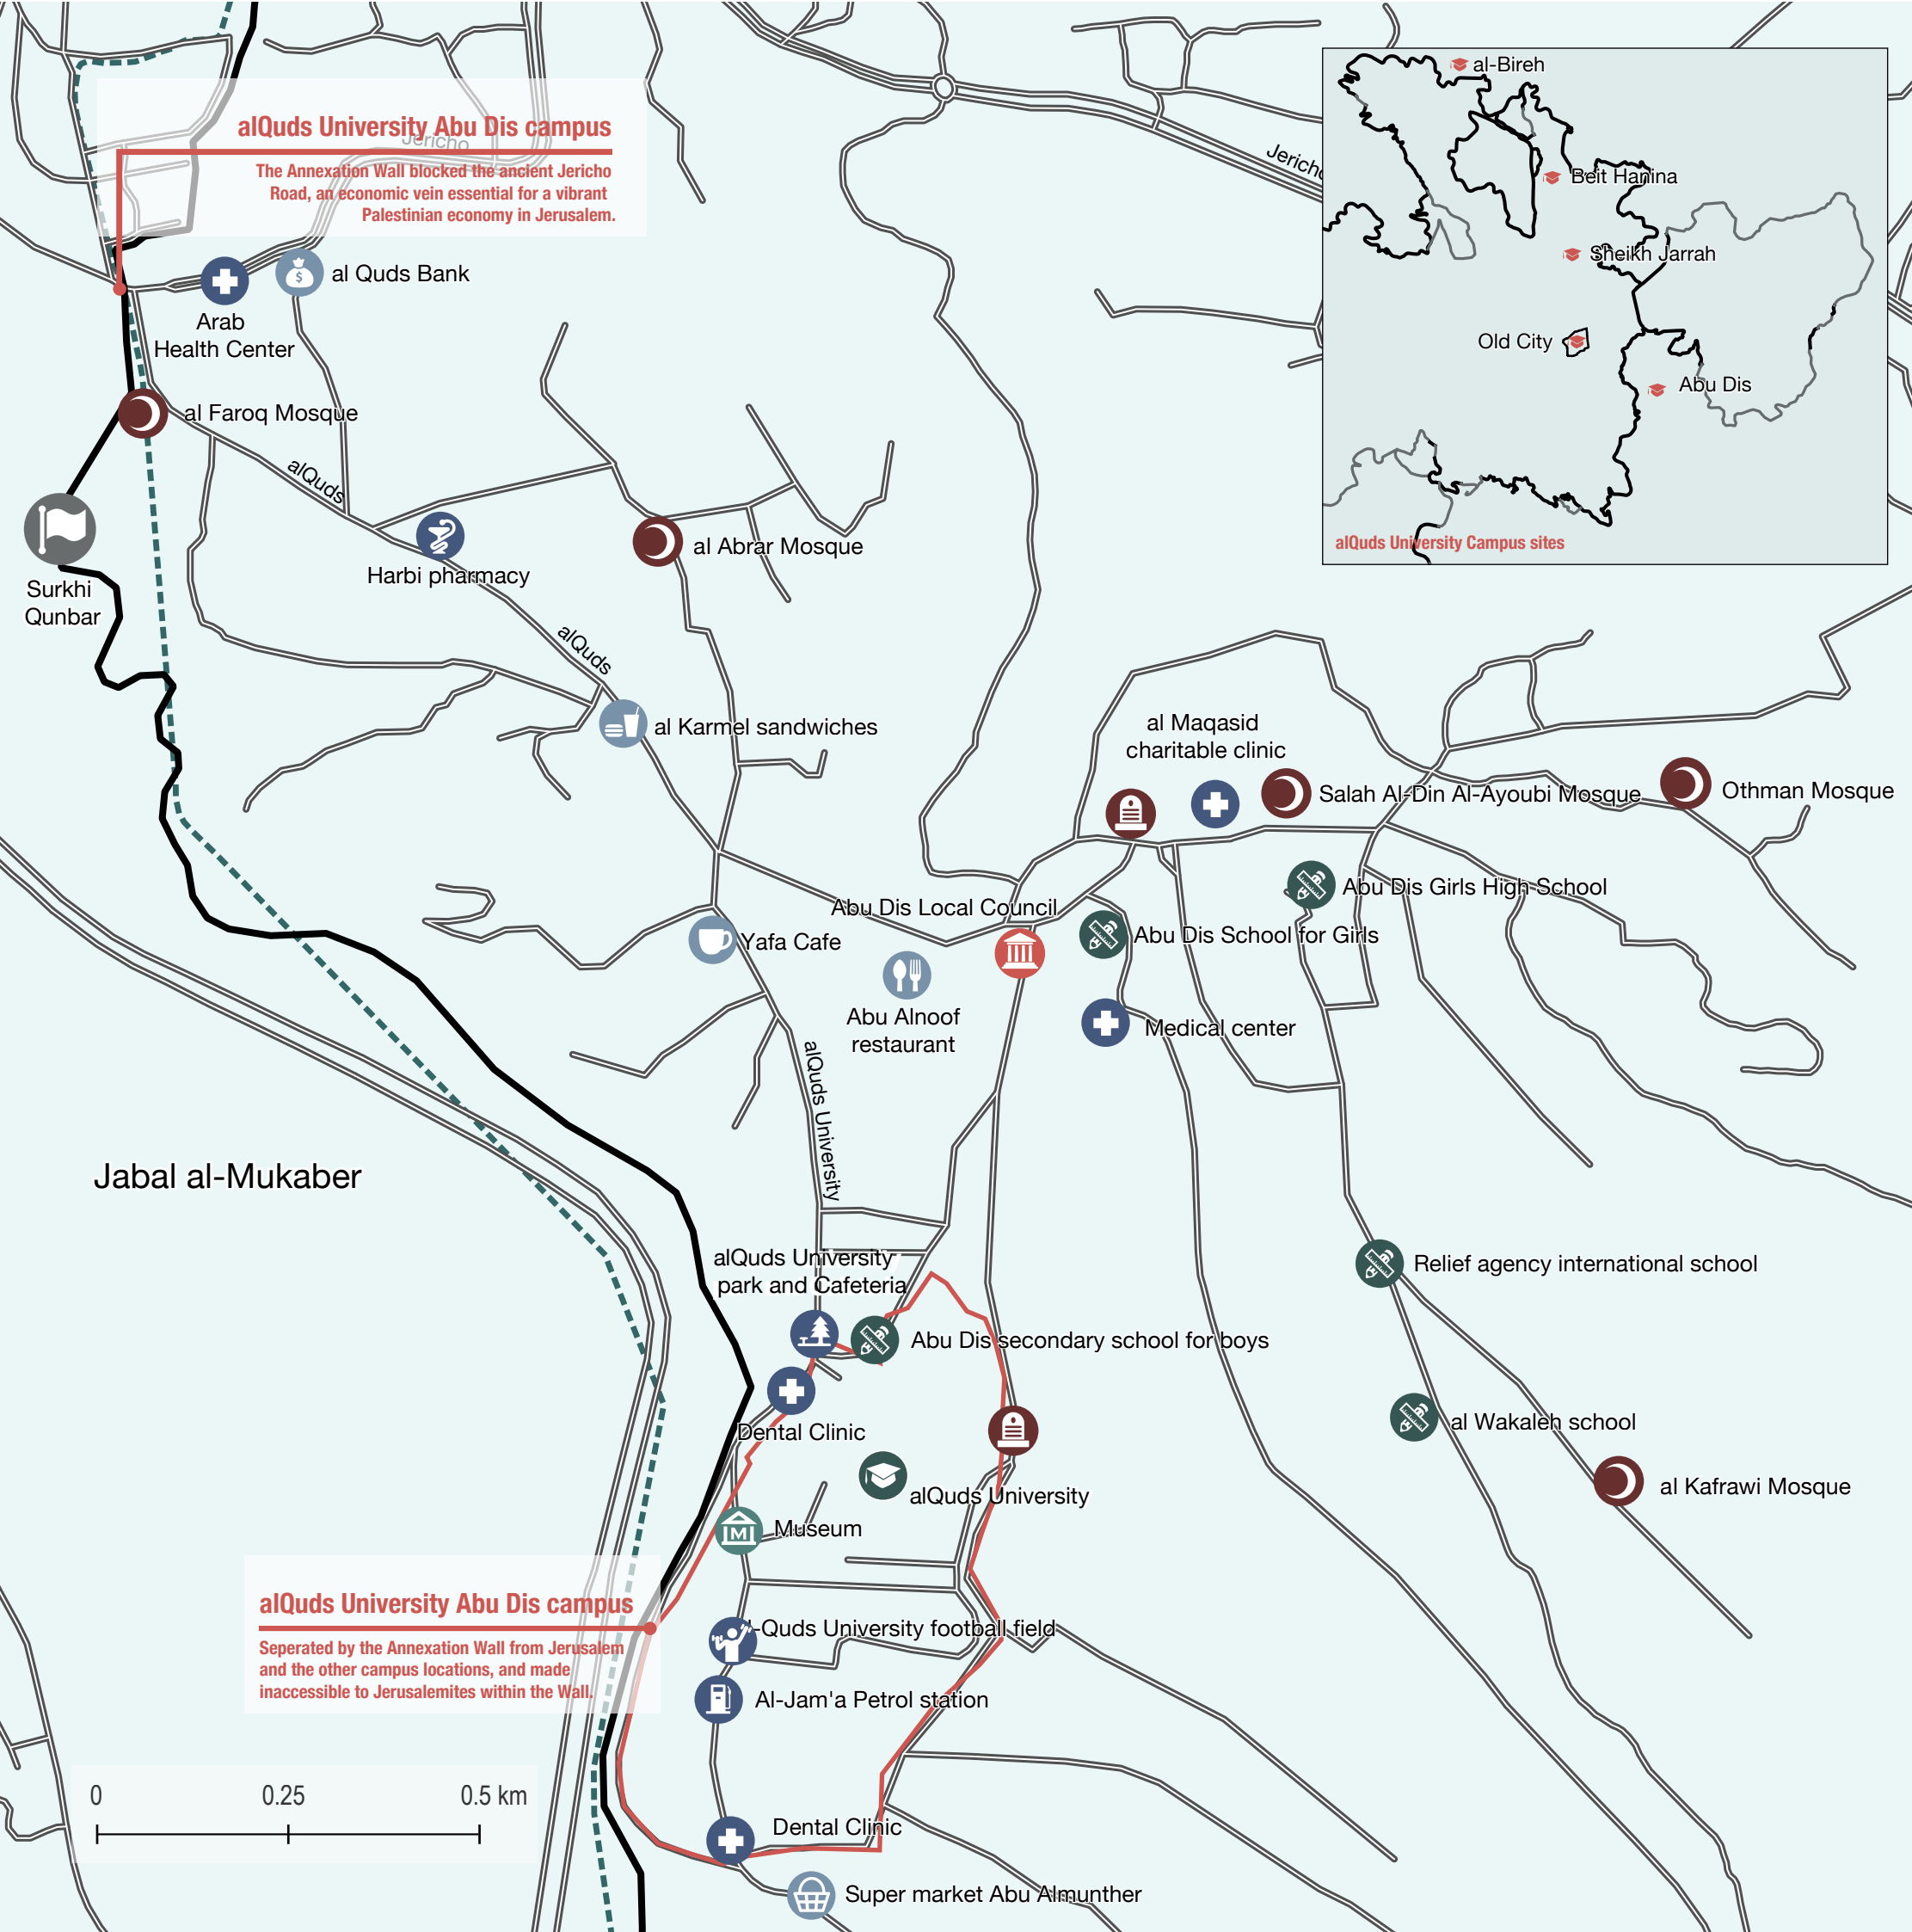 alQuds University Abu Dis campus
Jericho
The Annexation Wall blocked the ancient Jericho
Road, an economic vein essential for a vibrant
Palestinian economy in Jerusalem.
Jericho
al-Bireh
Beit Hanina
Sheikh Jarrah
Old City
Abu Dis
alQuds University Campus sites
al Quds Bank
$
Arab
Health Center
al Faroq Mosque
alQuds
Surkhi
Qunbar
Harbi pharmacy
al Abrar Mosque
alQuds
al Karmel sandwiches
al Maqasid
charitable clinic
Salah Al-Din Al-Ayoubi Mosque
Othman Mosque
Abu Dis Girls High School
Abu Dis Local Council
Abu Dis School for Girls
Yafa Cafe
Abu Alnoof
restaurant
Medical center
alQuds University
Jabal al-Mukaber
alQuds University
park and Cafeteria
Relief agency international school
Abu Dis secondary school for boys
Dental Clinic
al Wakaleh school
al Kafrawi Mosque
alQuds University
M
Museum
alQuds University Abu Dis campus
Seperated by the Annexation Wall from Jerusalem
and the other campus locations, and made
inaccessible to Jerusalemites within the Wall.
l-Quds University football field
Al-Jam'a Petrol station
0 0.25 0.5 km
Dental Clinic
Super market Abu Almunther